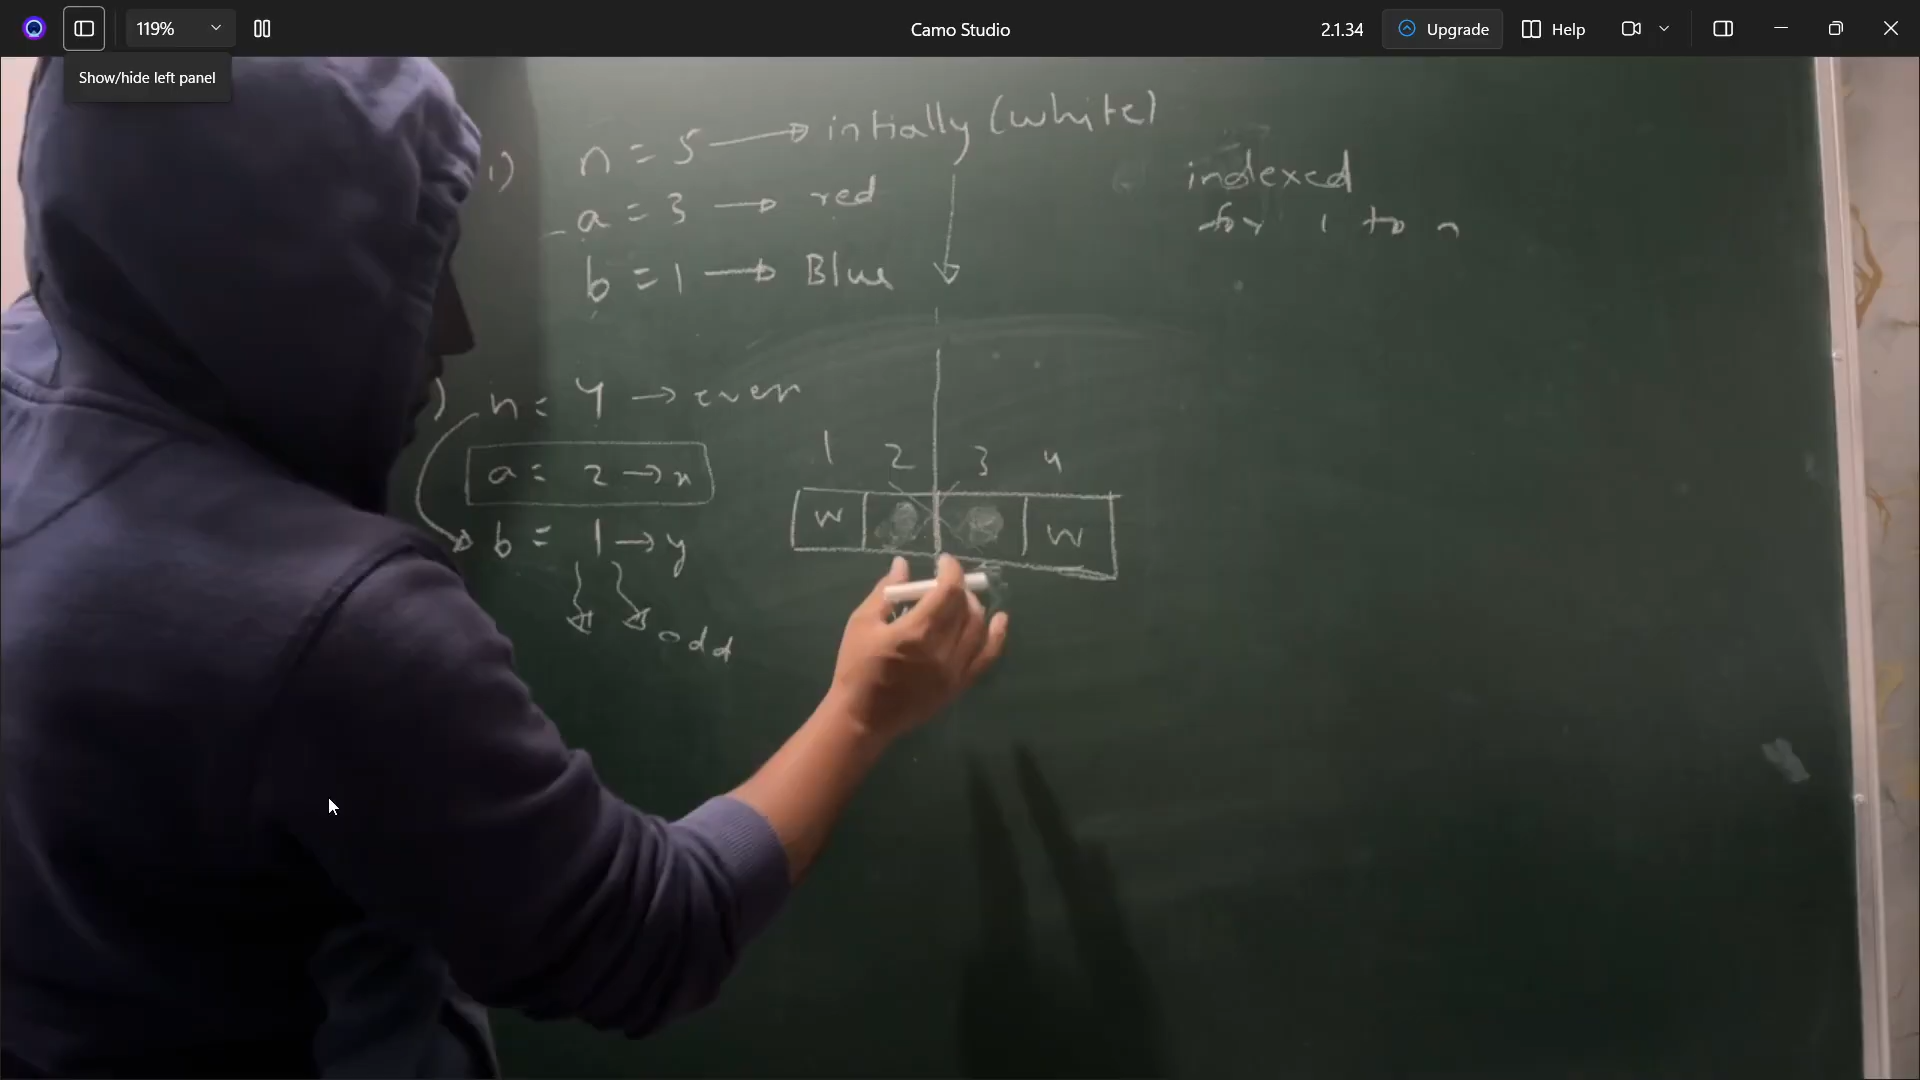 119%
Camo Studio
2.1.34
Upgrade
Help
Show/hide left panel
1) n = 5 → intially (white)
a = 3 → red
b = 1 → Blue
indexed
for 1 to n
) n = 4 → even
a = 2 → x
b = 1 → y
odd
1 2 3 4
W W